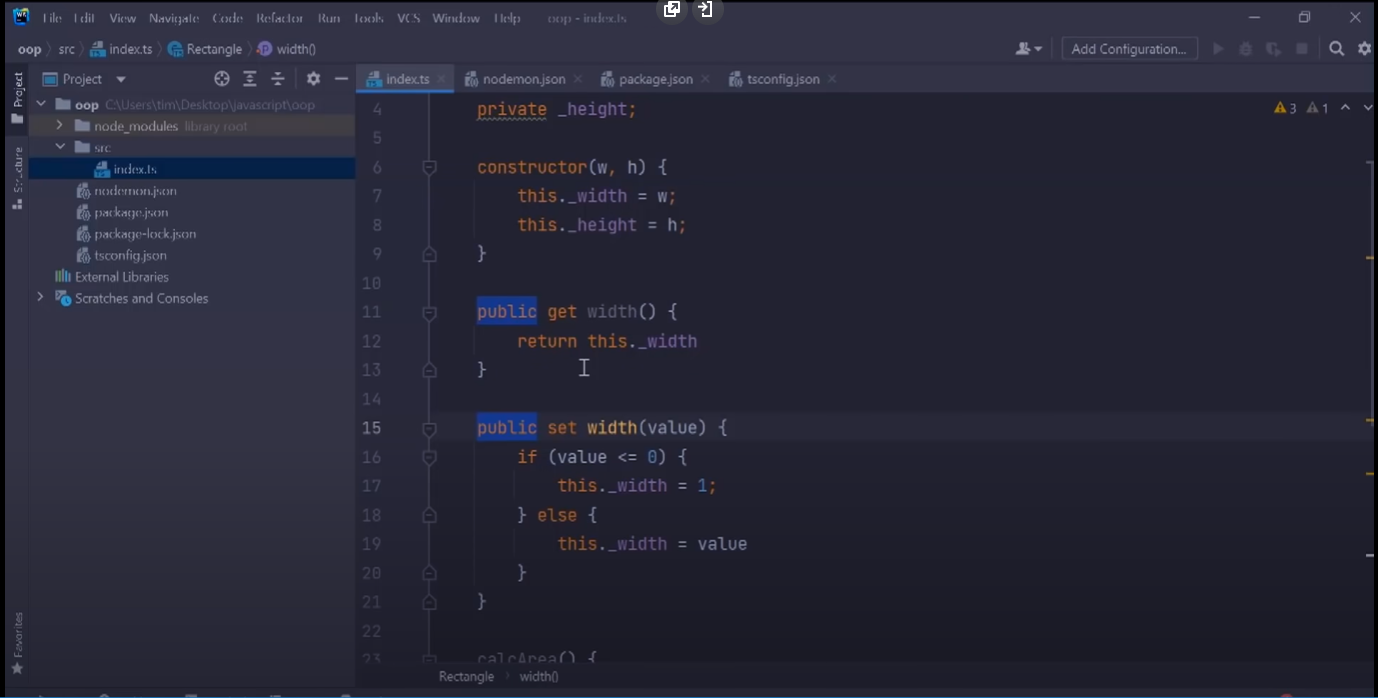 File Edit View Navigate Code Refactor Run Tools VCS Window Help oop - index.ts
oop src index.ts Rectangle width()
Add Configuration...
Project
Project
index.ts nodemon.json package.json tsconfig.json
oop C:\Users\tim\Desktop\javascript\oop
node_modules library root
src
index.ts
nodemon.json
package.json
package-lock.json
tsconfig.json
External Libraries
Scratches and Consoles
Structure
Favorites
3 1
4 private _height;
5
6 constructor(w, h) {
7 this._width = w;
8 this._height = h;
9 }
10
11 public get width() {
12 return this._width
13 }
14
15 public set width(value) {
16 if (value <= 0) {
17 this._width = 1;
18 } else {
19 this._width = value
20 }
21 }
22
23 calcArea() {
Rectangle width()